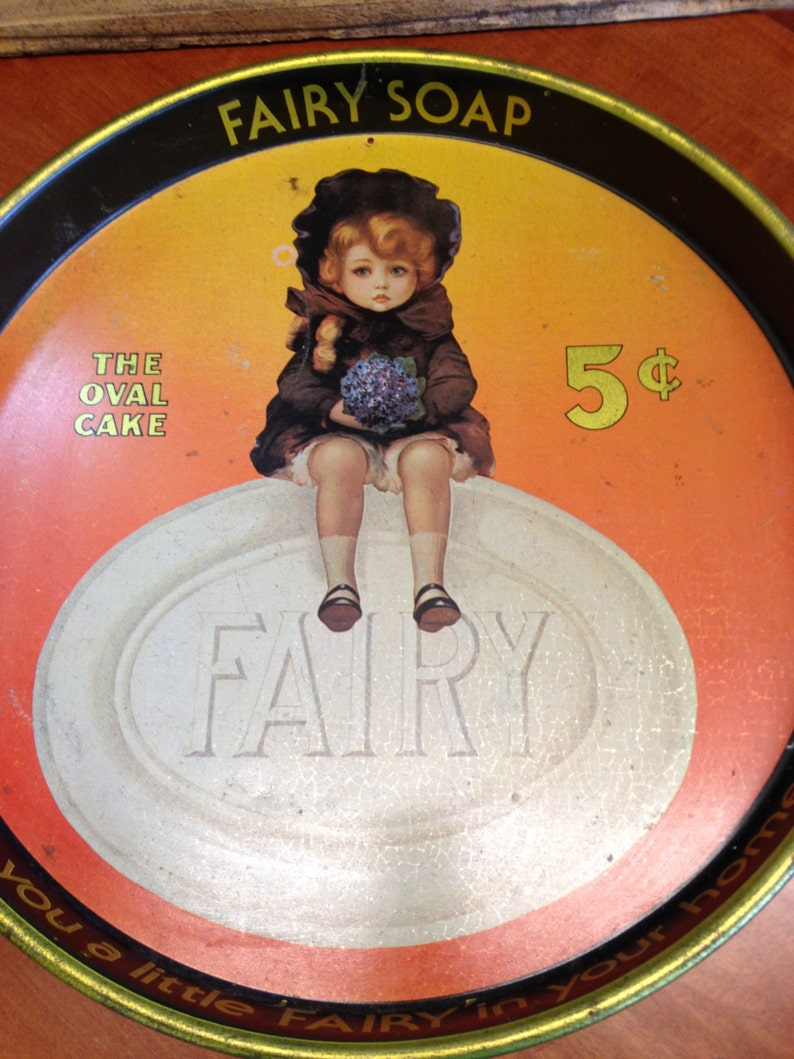 FAIRY SOAP
THE
OVAL
CAKE
5¢
FAIRY
you a little 'FAIRY' in your home